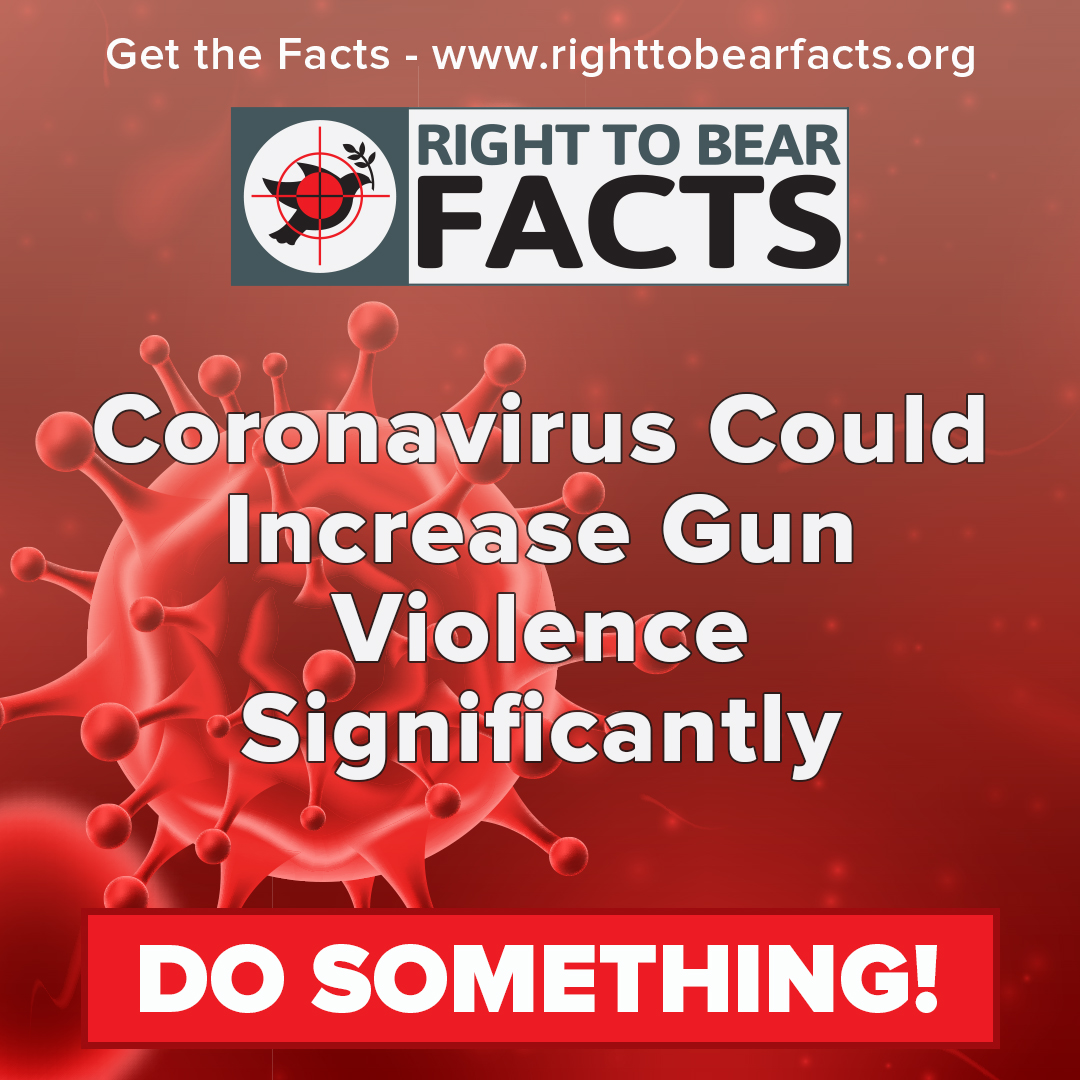 Get the Facts - www.righttobearfacts.org
RIGHT TO BEAR
FACTS
Coronavirus Could
Increase Gun
Violence
Significantly
DO SOMETHING!